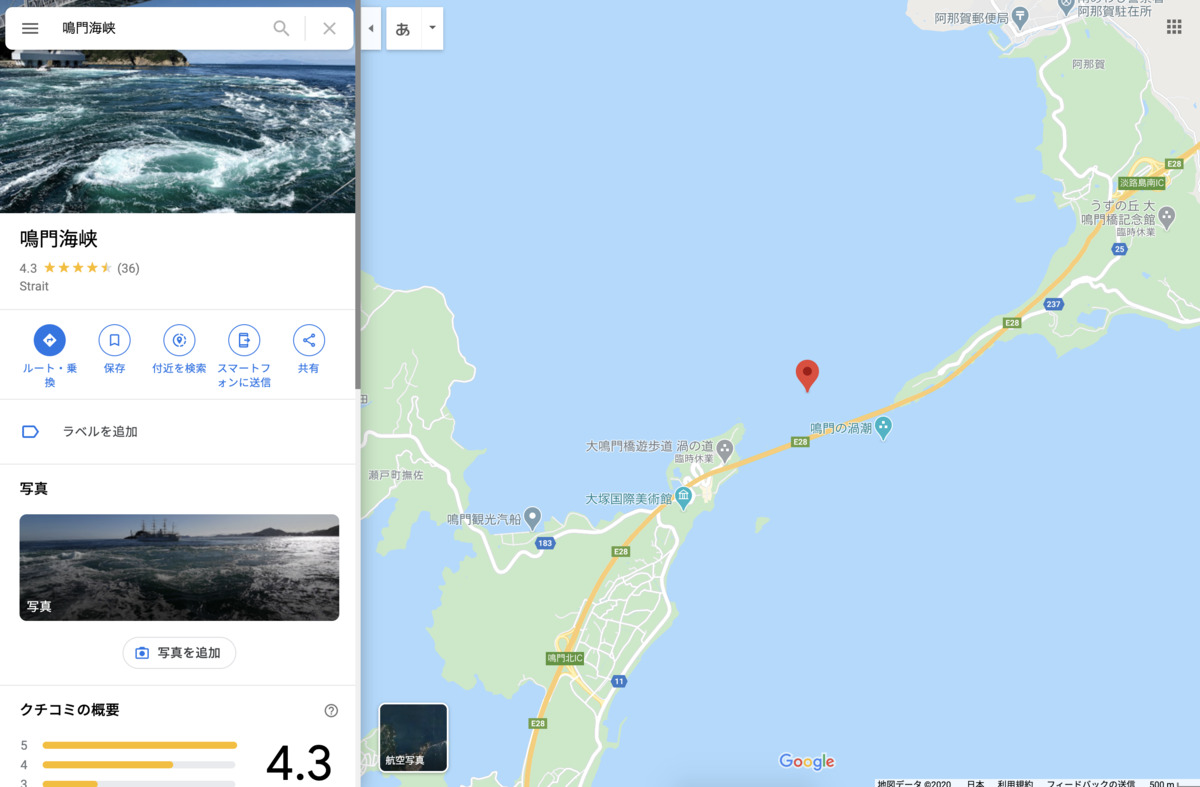 鳴門海峡
鳴門海峡
4.3 (36)
Strait
ルート・乗
換
保存
付近を検索
スマートフ
ォンに送信
共有
ラベルを追加
写真
写真
写真を追加
クチコミの概要
5
4
3
4.3
あ
阿那賀郵便局
阿那賀駐在所
阿那賀
E28
淡路島南IC
うずの丘 大
鳴門橋記念館
臨時休業
25
237
E28
鳴門の渦潮
E28
大鳴門橋遊歩道 渦の道
臨時休業
田
瀬戸町撫佐
大塚国際美術館
鳴門観光汽船
183
E28
鳴門北IC
11
E28
航空写真
Google
地図データ ©2020 日本 利用規約 フィードバックの送信 500 m